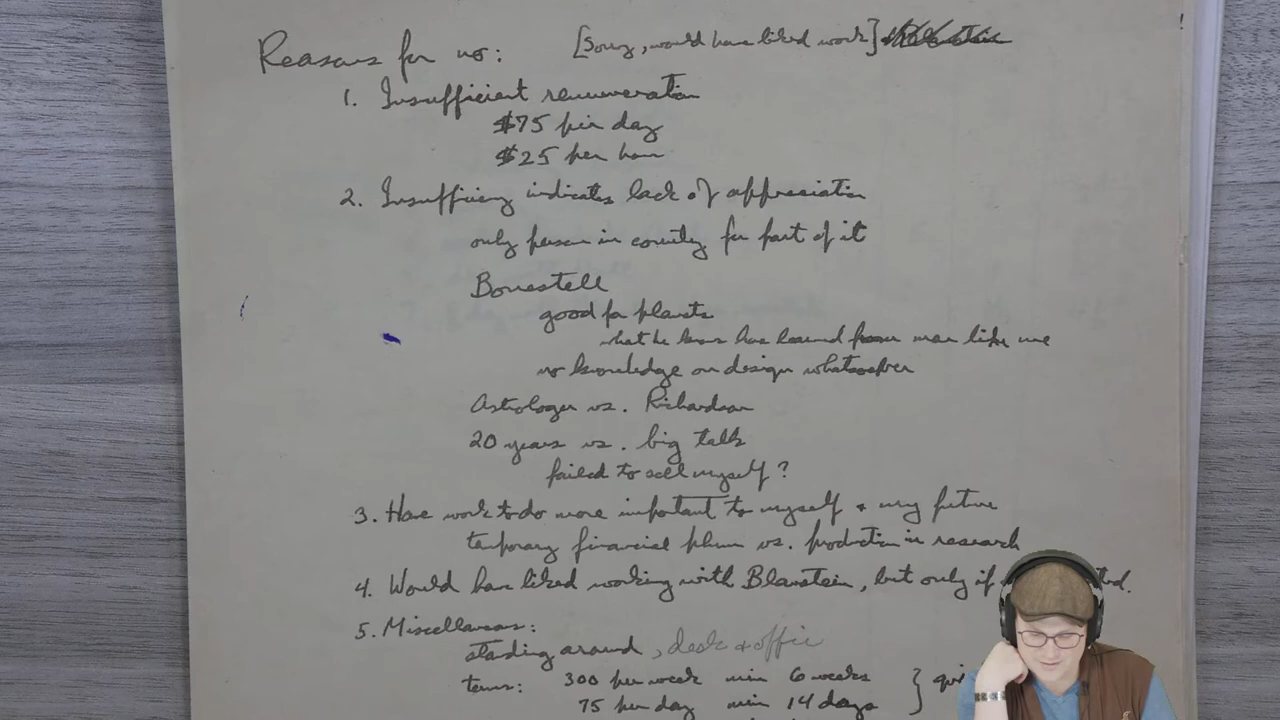 Reasons for no: [Sorry, would have liked work]
1. Insufficient remuneration
$75 per day
$25 per hour
2. Insufficiency indicates lack of appreciation
only person in country for part of it
Bonestell
good for planets
what he knows has learned from man like me
no knowledge on design whatsoever
Astrologer vs. Richardson
20 years vs. big talk
failed to sell myself?
3. Have work to do more important to myself & my future
temporary financial plum vs. production in research
4. Would have liked working with Blaustein, but only if
5. Miscellaneous:
standing around, desk & office
terms: 300 per week min 6 weeks
75 per day min 14 days